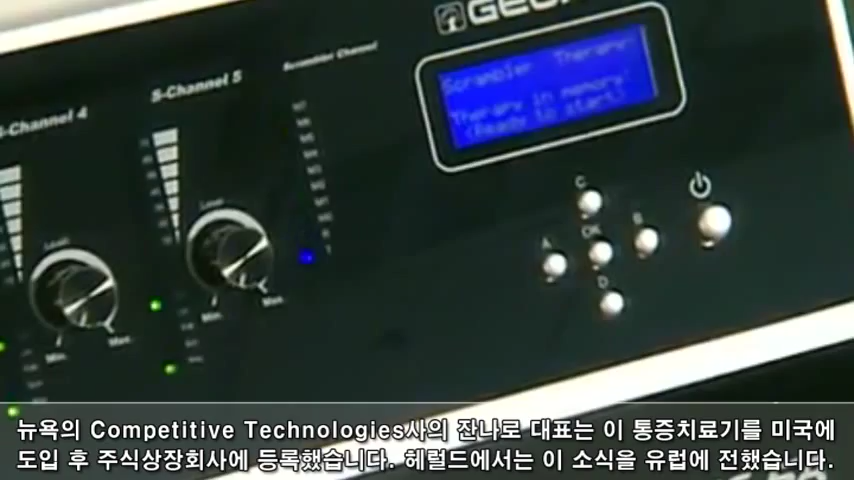 S-Channel 4
S-Channel 5
Scrambler Channel
Scrambler Therapy
Therapy in memory
(Ready to start)
Level
Level
Min.
Max.
Min.
Max.
C
A
OK
B
D
뉴욕의 Competitive Technologies사의 잔나로 대표는 이 통증치료기를 미국에
도입 후 주식상장회사에 등록했습니다. 헤럴드에서는 이 소식을 유럽에 전했습니다.